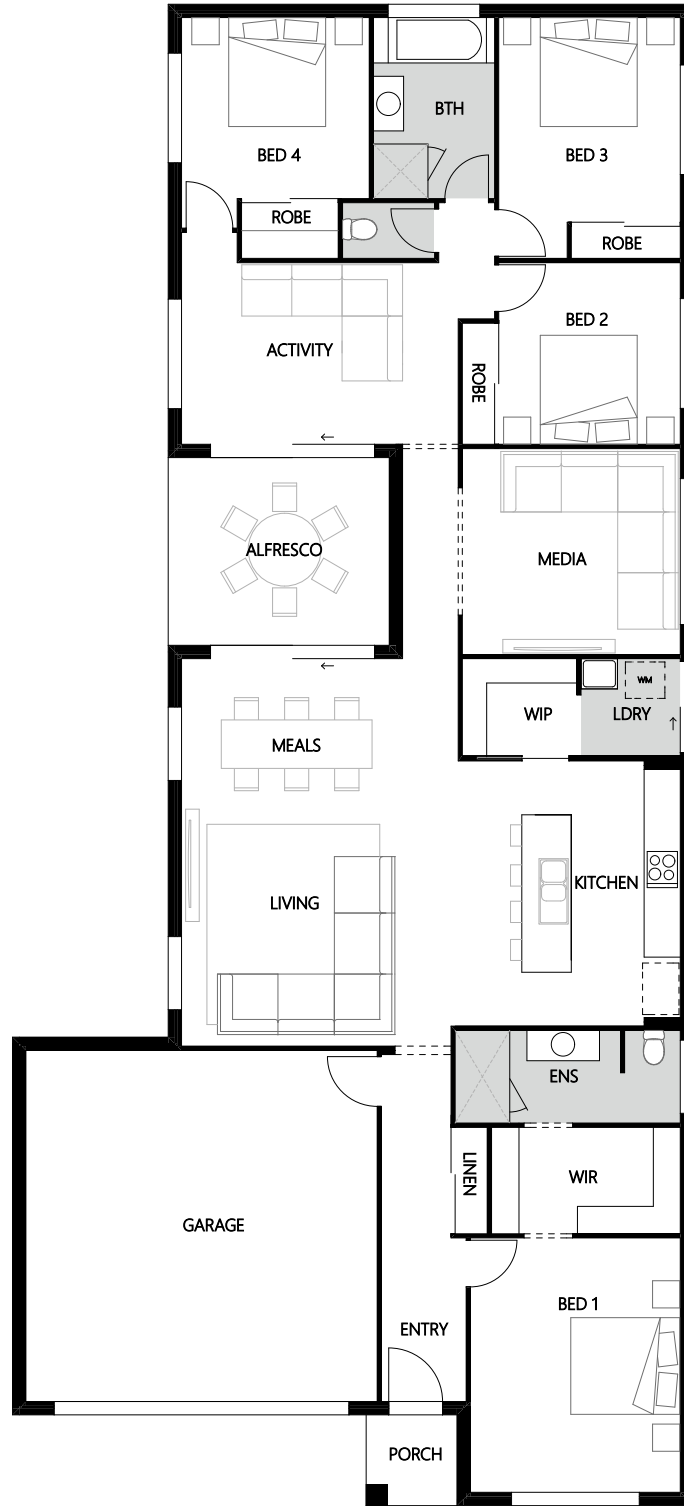 BTH
BED 4
BED 3
ROBE
ROBE
BED 2
ACTIVITY
ROBE
ALFRESCO
MEDIA
WM
WIP
LDRY
MEALS
KITCHEN
LIVING
ENS
LINEN
WIR
GARAGE
BED 1
ENTRY
PORCH